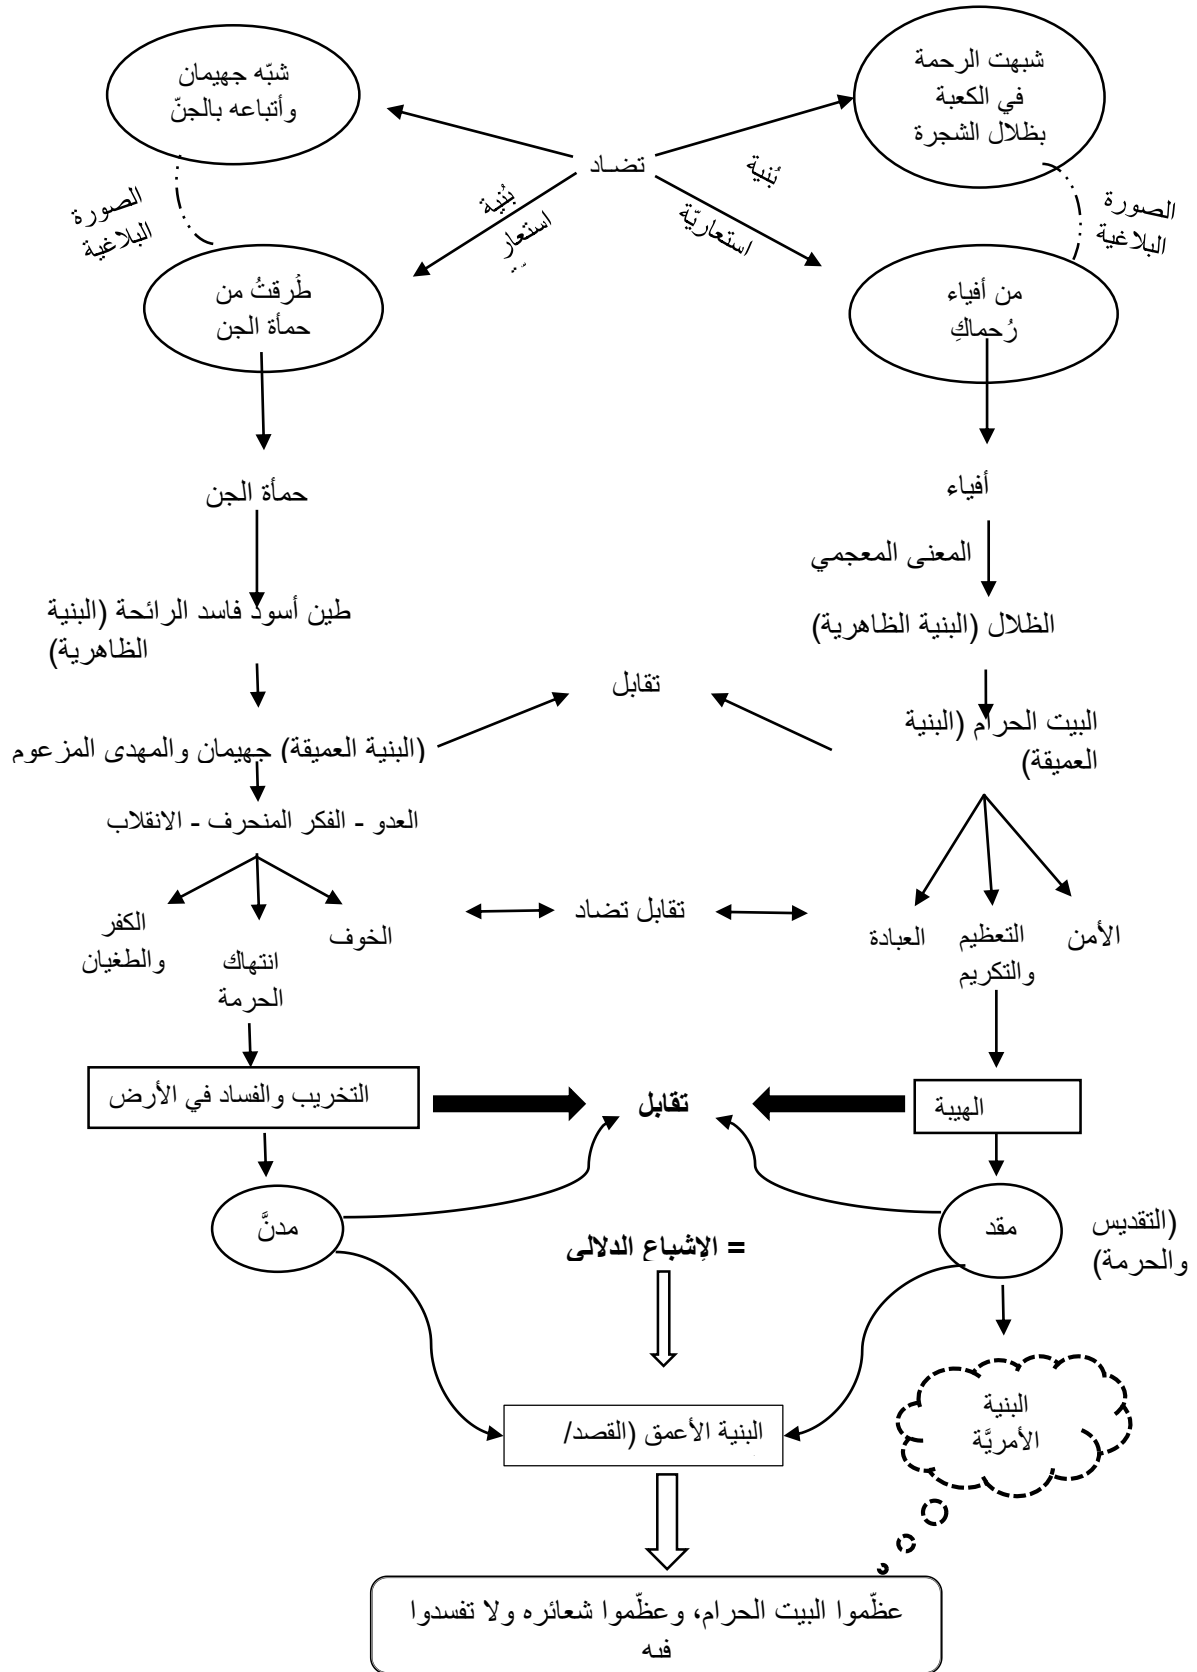 شبهت الرحمة
في الكعبة
بظلال الشجرة
شبّه جهيمان
وأتباعه بالجنّ
تضاد
بُنية
استعاريّة
بُنية
استعار
الصورة
البلاغية
الصورة
البلاغية
من أفياء
رُحماكِ
طُرقتُ من
حمأة الجن
أفياء
حمأة الجن
المعنى المعجمي
الظلال (البنية الظاهرية)
طين أسود فاسد الرائحة (البنية
الظاهرية)
تقابل
البيت الحرام (البنية
العميقة)
(البنية العميقة) جهيمان والمهدى المزعوم
العدو - الفكر المنحرف - الانقلاب
الأمن
التعظيم
والتكريم
العبادة
تقابل تضاد
الخوف
انتهاك
الحرمة
الكفر
والطغيان
الهيبة
تقابل
التخريب والفساد في الأرض
(التقديس
والحرمة)
مقد
مدنَّ
= الإشباع الدلالى
البنية
الأمريَّة
البنية الأعمق (القصد/
عظّموا البيت الحرام، وعظّموا شعائره ولا تفسدوا
فيه